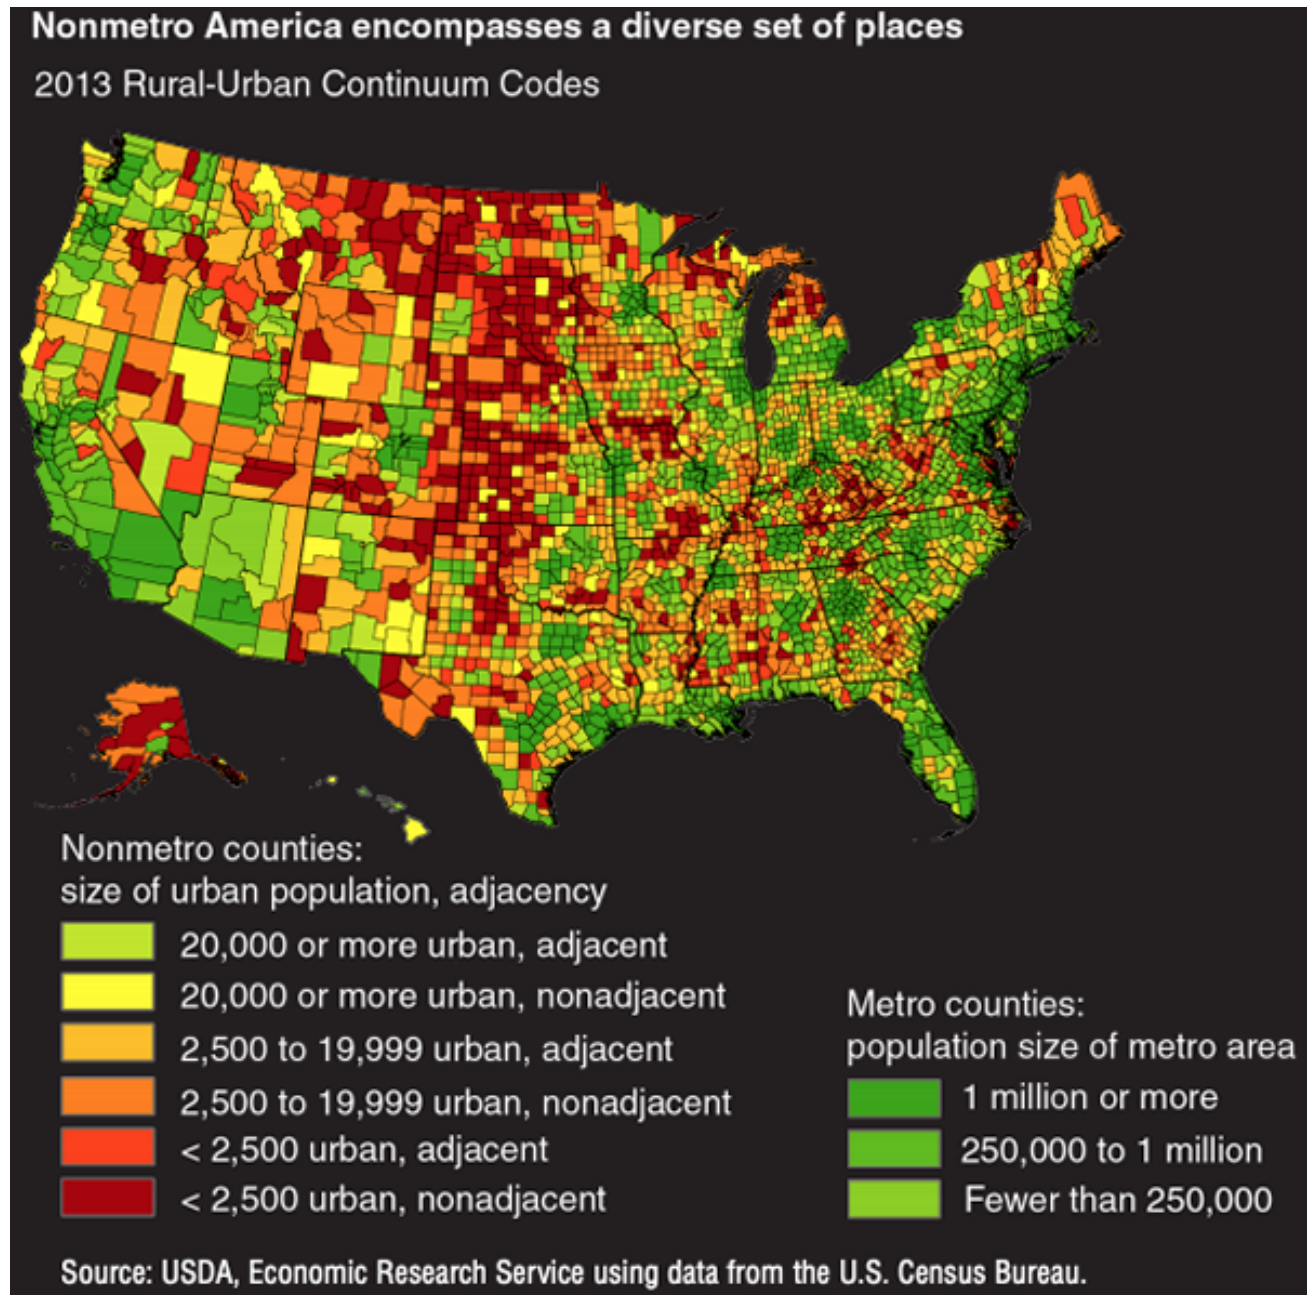 Nonmetro America encompasses a diverse set of places
2013 Rural-Urban Continuum Codes
Nonmetro counties:
size of urban population, adjacency
20,000 or more urban, adjacent
20,000 or more urban, nonadjacent
2,500 to 19,999 urban, adjacent
2,500 to 19,999 urban, nonadjacent
< 2,500 urban, adjacent
< 2,500 urban, nonadjacent
Metro counties:
population size of metro area
1 million or more
250,000 to 1 million
Fewer than 250,000
Source: USDA, Economic Research Service using data from the U.S. Census Bureau.